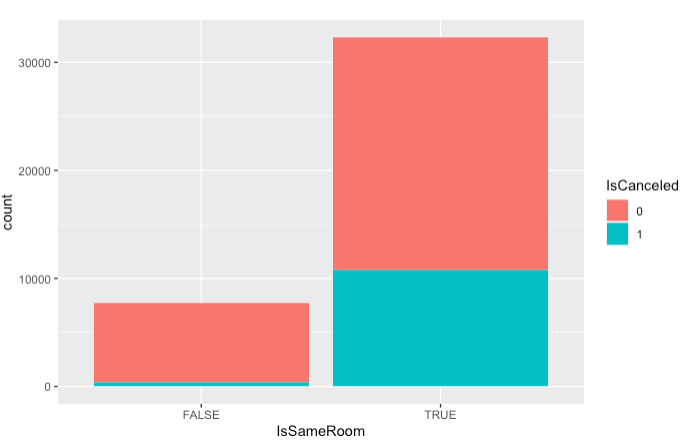 30000
20000
10000
0
count
FALSE
TRUE
IsSameRoom
IsCanceled
0
1